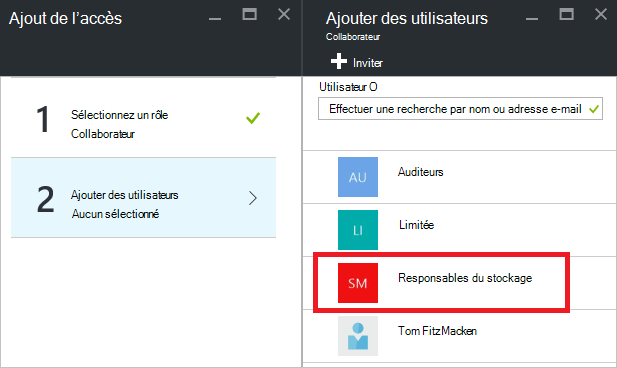 Ajout de l'accès
1
Sélectionnez un rôle
Collaborateur
2
Ajouter des utilisateurs
Aucun sélectionné
Ajouter des utilisateurs
Collaborateur
Inviter
Utilisateur O
Effectuer une recherche par nom ou adresse e-mail
AU
Auditeurs
LI
Limitée
SM
Responsables du stockage
Tom FitzMacken